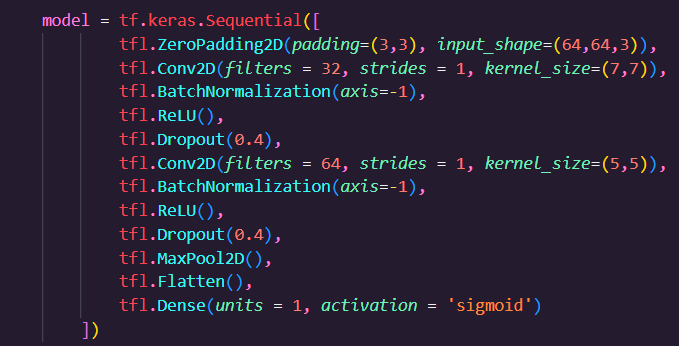 model = tf.keras.Sequential([
tfl.ZeroPadding2D(padding=(3,3), input_shape=(64,64,3)),
tfl.Conv2D(filters = 32, strides = 1, kernel_size=(7,7)),
tfl.BatchNormalization(axis=-1),
tfl.ReLU(),
tfl.Dropout(0.4),
tfl.Conv2D(filters = 64, strides = 1, kernel_size=(5,5)),
tfl.BatchNormalization(axis=-1),
tfl.ReLU(),
tfl.Dropout(0.4),
tfl.MaxPool2D(),
tfl.Flatten(),
tfl.Dense(units = 1, activation = 'sigmoid')
])